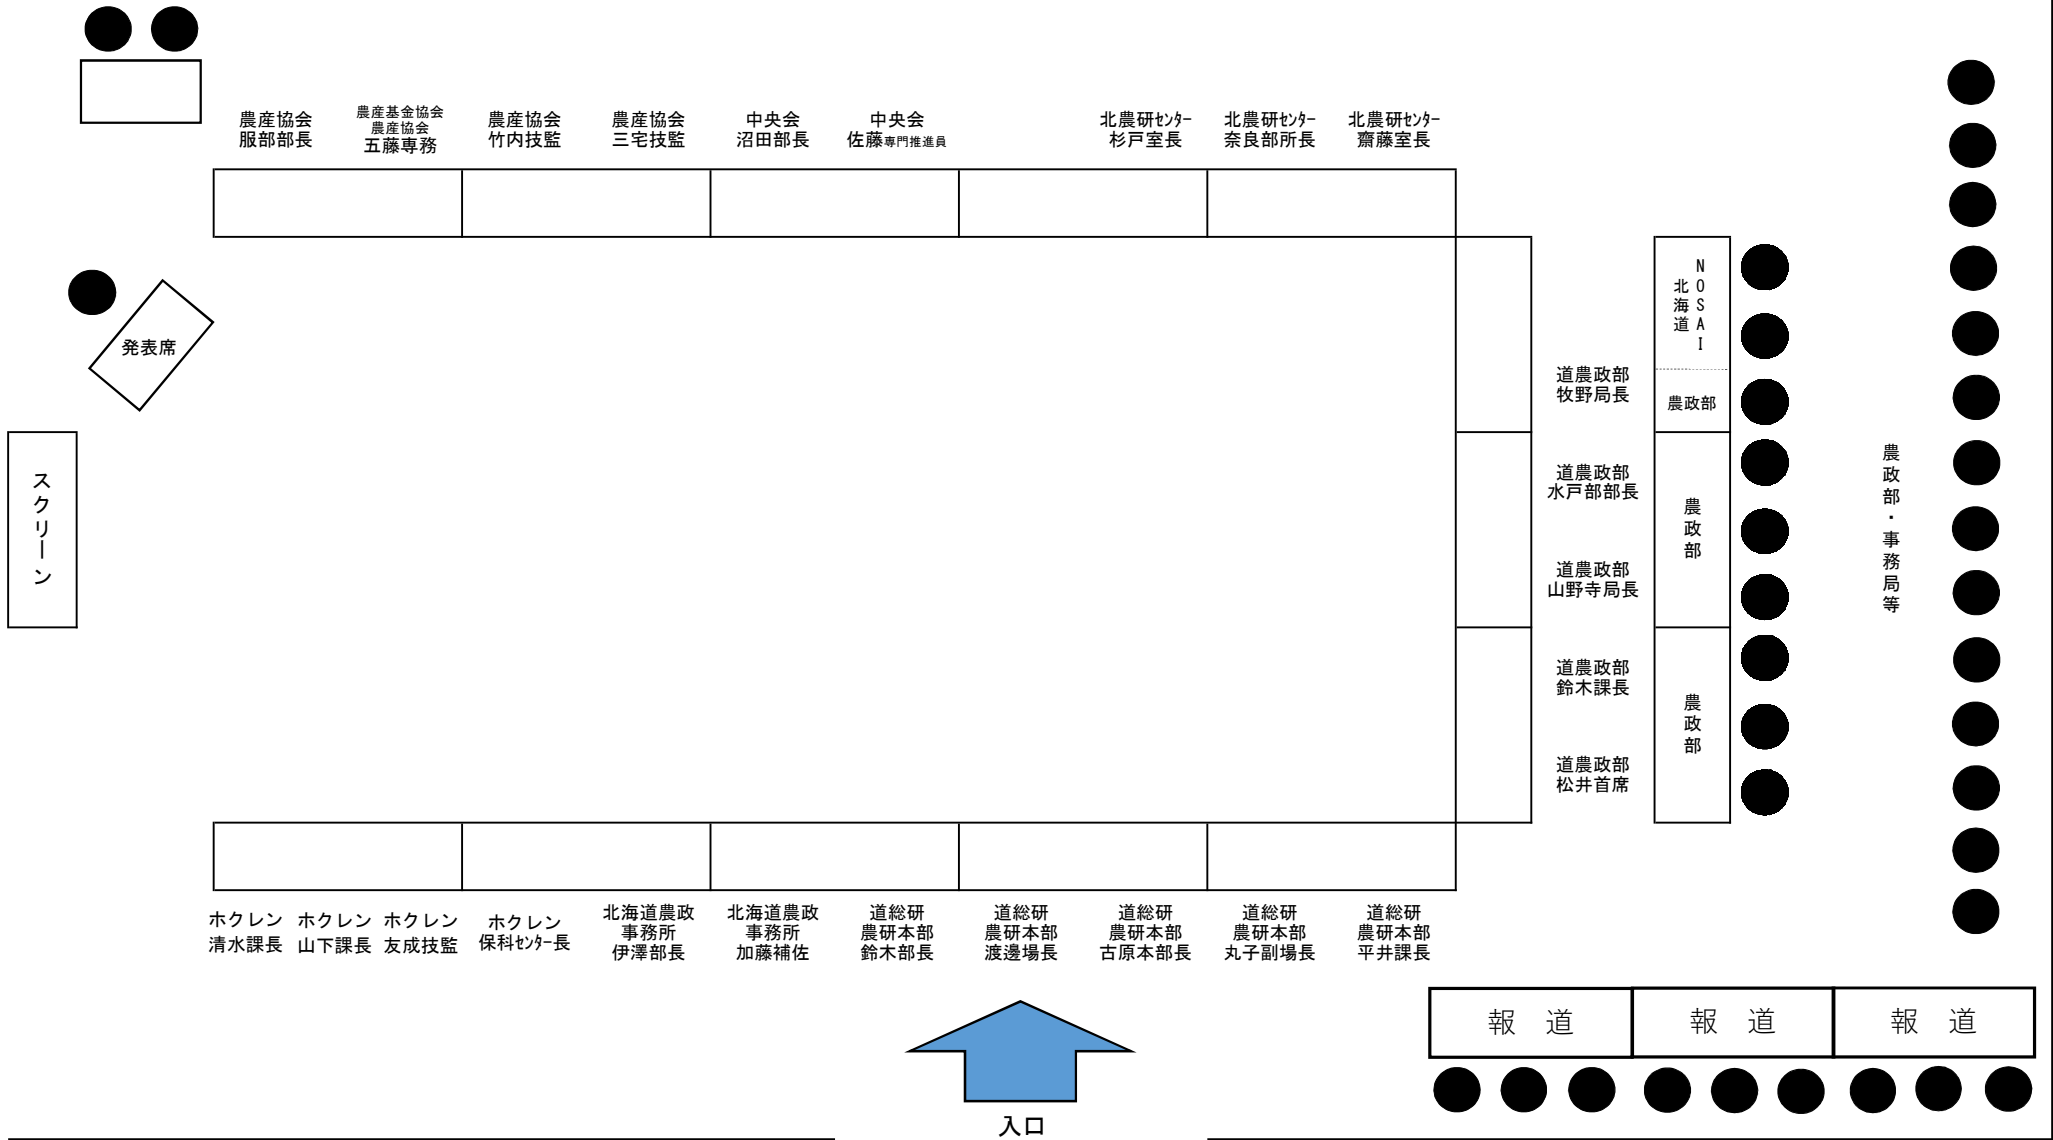 農産協会
服部部長
農産基金協会
農産協会
五藤専務
農産協会
竹内技監
農産協会
三宅技監
中央会
沼田部長
中央会
佐藤専門推進員
北農研ｾﾝﾀｰ
杉戸室長
北農研ｾﾝﾀｰ
奈良部所長
北農研ｾﾝﾀｰ
齋藤室長
発表席
スクリーン
道農政部
牧野局長
道農政部
水戸部部長
道農政部
山野寺局長
道農政部
鈴木課長
道農政部
松井首席
ＮＯＳＡＩ
北海道
農政部
農政部
農政部
農政部・事務局等
ホクレン
清水課長
ホクレン
山下課長
ホクレン
友成技監
ホクレン
保科ｾﾝﾀｰ長
北海道農政
事務所
伊澤部長
北海道農政
事務所
加藤補佐
道総研
農研本部
鈴木部長
道総研
農研本部
渡邊場長
道総研
農研本部
古原本部長
道総研
農研本部
丸子副場長
道総研
農研本部
平井課長
報　道
報　道
報　道
入口